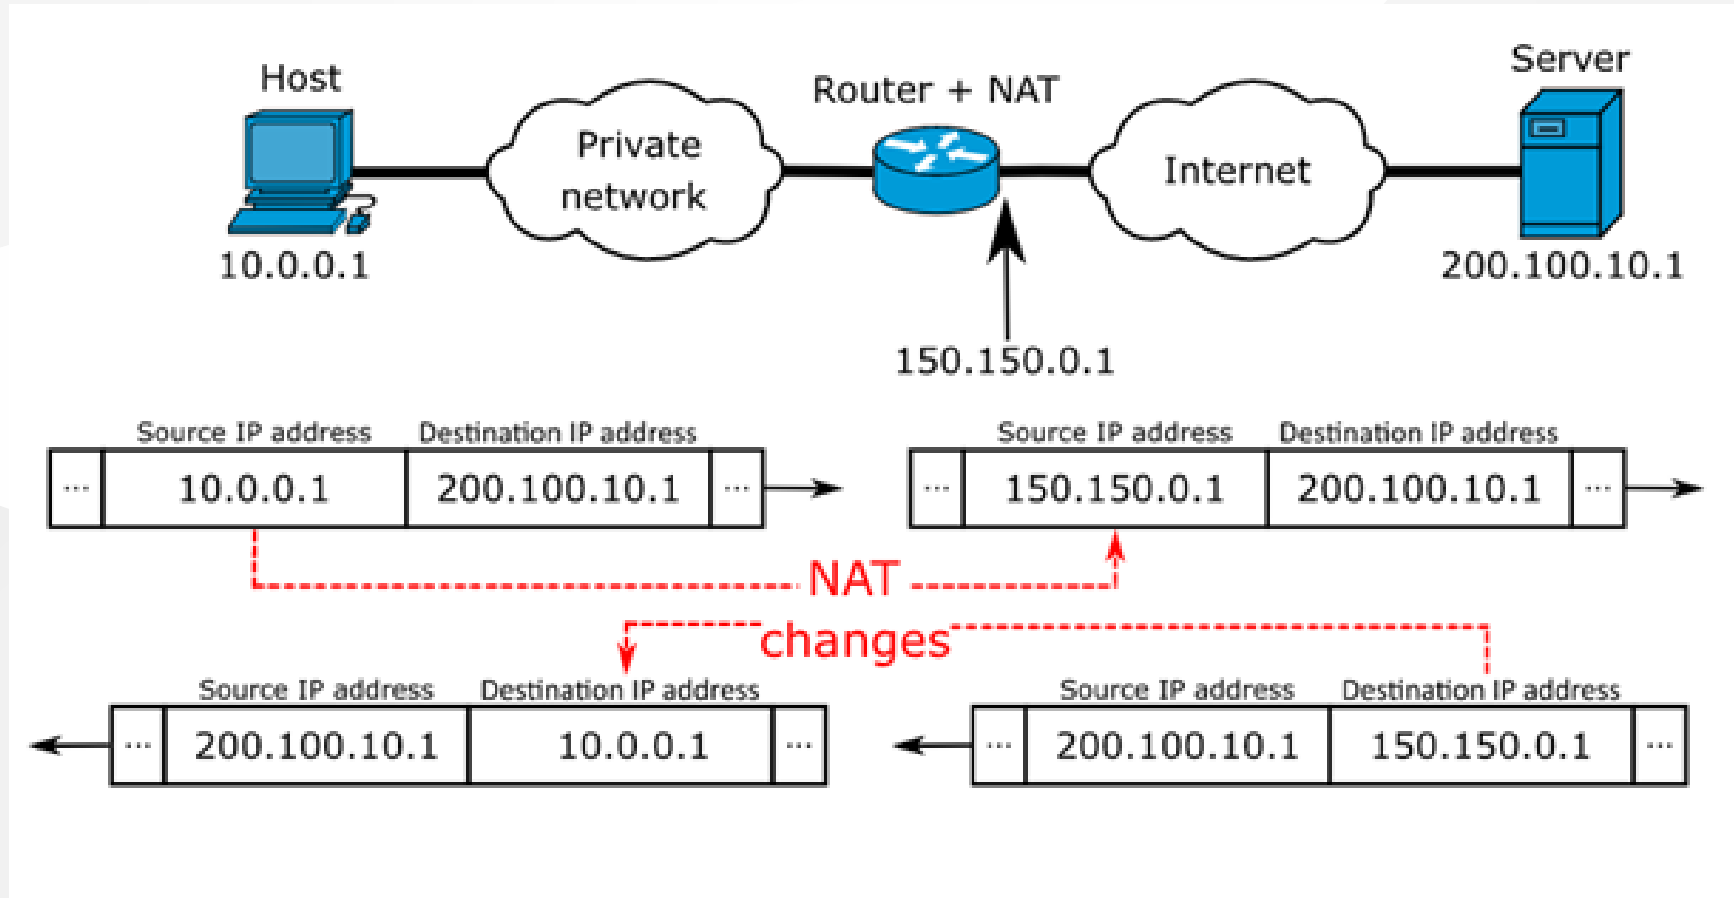 Host
Private
network
Router + NAT
Internet
Server
10.0.0.1
150.150.0.1
200.100.10.1
Source IP address
Destination IP address
...
10.0.0.1
200.100.10.1
...
Source IP address
Destination IP address
...
150.150.0.1
200.100.10.1
...
NAT
changes
Source IP address
Destination IP address
...
200.100.10.1
10.0.0.1
...
Source IP address
Destination IP address
...
200.100.10.1
150.150.0.1
...